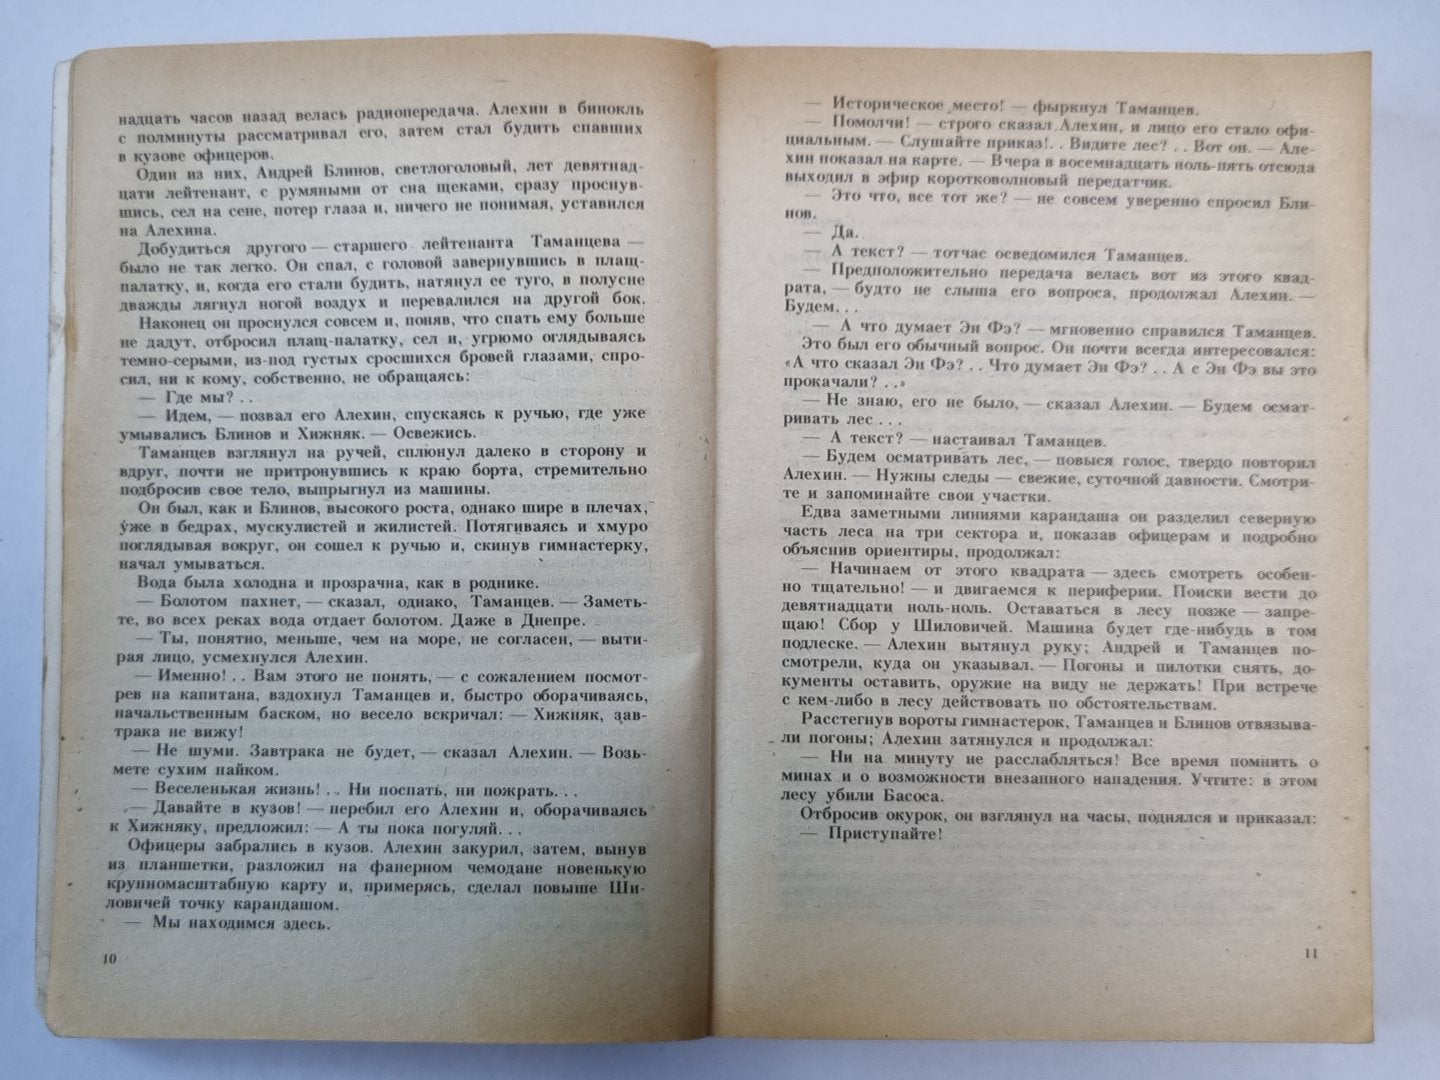 надцать часов назад велась радиопередача. Алехин в бинокль
с полминуты рассматривал его, затем стал будить спавших
в кузове офицеров.
Один из них, Андрей Блинов, светлоголовый, лет девятнад-
цати лейтенант, с румяными от сна щеками, сразу проснув-
шись, сел на сене, потер глаза и, ничего не понимая, уставился
на Алехина.
Добудиться другого — старшего лейтенанта Таманцева —
было не так легко. Он спал, с головой завернувшись в плащ-
палатку, и, когда его стали будить, натянул ее туго, в полусне
дважды лягнул ногой воздух и перевалился на другой бок.
Наконец он проснулся совсем и, поняв, что спать ему больше
не дадут, отбросил плащ-палатку, сел и, угрюмо оглядываясь
темно-серыми, из-под густых сросшихся бровей глазами, спро-
сил, ни к кому, собственно, не обращаясь:
— Где мы?..
— Идем, — позвал его Алехин, спускаясь к ручью, где уже
умывались Блинов и Хижняк. — Освежись.
Таманцев взглянул на ручей, сплюнул далеко в сторону и
вдруг, почти не притронувшись к краю борта, стремительно
подбросив свое тело, выпрыгнул из машины.
Он был, как и Блинов, высокого роста, однако шире в плечах,
уже в бедрах, мускулистей и жилистей. Потягиваясь и хмуро
поглядывая вокруг, он сошел к ручью и, скинув гимнастерку,
начал умываться.
Вода была холодна и прозрачна, как в роднике.
— Болотом пахнет, — сказал, однако, Таманцев. — Заметь-
те, во всех реках вода отдает болотом. Даже в Днепре.
— Ты, понятно, меньше, чем на море, не согласен, — выти-
рая лицо, усмехнулся Алехин.
— Именно!.. Вам этого не понять, — с сожалением посмот-
рев на капитана, вздохнул Таманцев и, быстро оборачиваясь,
начальственным баском, но весело вскричал: — Хижняк, зав-
трака не вижу!
— Не шуми. Завтрака не будет, — сказал Алехин. — Возь-
мете сухим пайком.
— Веселенькая жизнь!.. Ни поспать, ни пожрать...
— Давайте в кузов! — перебил его Алехин и, оборачиваясь
к Хижняку, предложил: — А ты пока погуляй...
Офицеры забрались в кузов. Алехин закурил, затем, вынув
из планшетки, разложил на фанерном чемодане новенькую
крупномасштабную карту и, примерясь, сделал повыше Ши-
ловичей точку карандашом.
— Мы находимся здесь.
10
— Историческое место! — фыркнул Таманцев.
— Помолчи! — строго сказал Алехин, и лицо его стало офи-
циальным. — Слушайте приказ!.. Видите лес?.. Вот он. — Але-
хин показал на карте. — Вчера в восемнадцать ноль-пять отсюда
выходил в эфир коротковолновый передатчик.
— Это что, все тот же? — не совсем уверенно спросил Бли-
нов.
— Да.
— А текст? — тотчас осведомился Таманцев.
— Предположительно передача велась вот из этого квад-
рата, — будто не слыша его вопроса, продолжал Алехин. —
Будем...
— А что думает Эн Фэ? — мгновенно справился Таманцев.
Это был его обычный вопрос. Он почти всегда интересовался:
«А что сказал Эн Фэ?.. Что думает Эн Фэ?.. А с Эн Фэ вы это
прокачали?..»
— Не знаю, его не было, — сказал Алехин. — Будем осмат-
ривать лес...
— А текст? — настаивал Таманцев.
— Будем осматривать лес, — повыся голос, твердо повторил
Алехин. — Нужны следы — свежие, суточной давности. Смотри-
те и запоминайте свои участки.
Едва заметными линиями карандаша он разделил северную
часть леса на три сектора и, показав офицерам и подробно
объяснив ориентиры, продолжал:
— Начинаем от этого квадрата — здесь смотреть особен-
но тщательно! — и двигаемся к периферии. Поиски вести до
девятнадцати ноль-ноль. Оставаться в лесу позже — запре-
щаю! Сбор у Шиловичей. Машина будет где-нибудь в том
подлеске. — Алехин вытянул руку; Андрей и Таманцев по-
смотрели, куда он указывал. — Погоны и пилотки снять, до-
кументы оставить, оружие на виду не держать! При встрече
с кем-либо в лесу действовать по обстоятельствам.
Расстегнув вороты гимнастерок, Таманцев и Блинов отвязыва-
ли погоны; Алехин затянулся и продолжал:
— Ни на минуту не расслабляться! Все время помнить о
минах и о возможности внезапного нападения. Учтите: в этом
лесу убили Басоса.
Отбросив окурок, он взглянул на часы, поднялся и приказал:
— Приступайте!
11